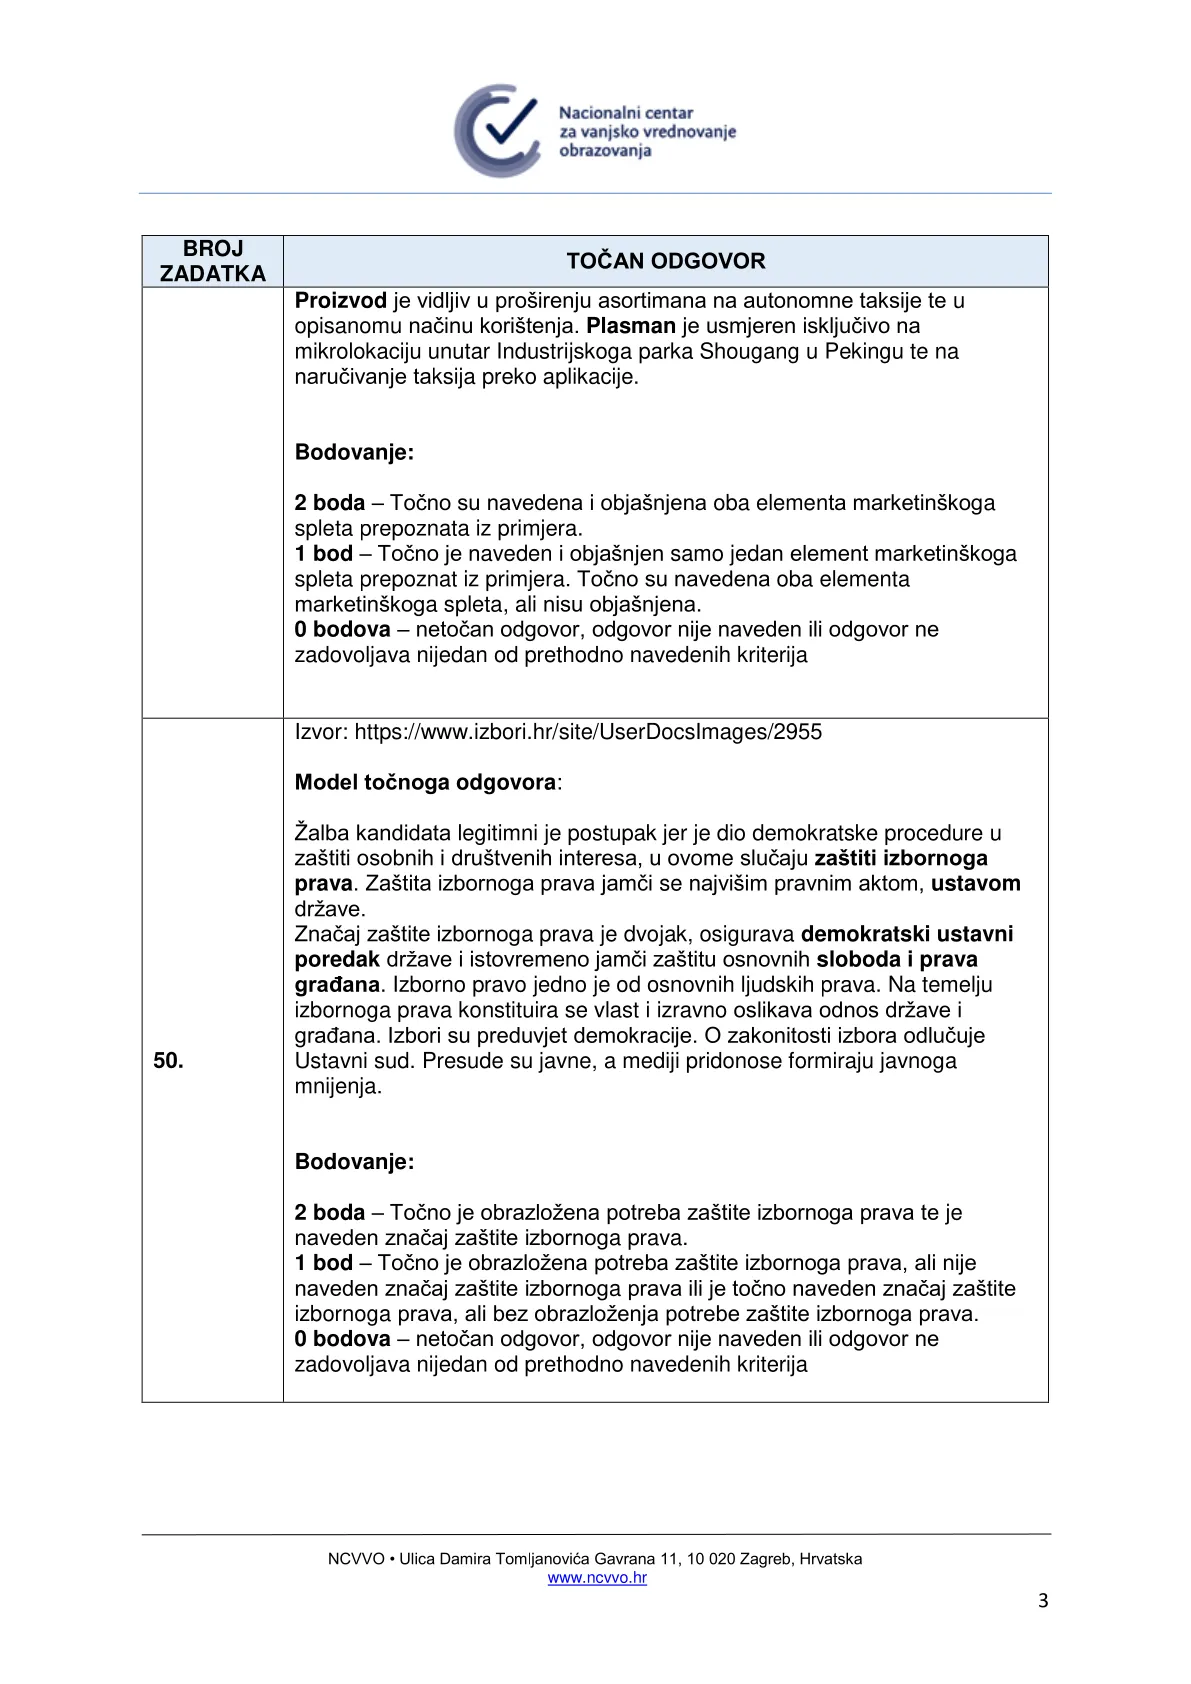 Nacionalni centar
za vanjsko vrednovanje
obrazovanja
BROJ
ZADATKA
TOČAN ODGOVOR
Proizvod je vidljiv u proširenju asortimana na autonomne taksije te u
opisanomu načinu korištenja. Plasman je usmjeren isključivo na
mikrolokaciju unutar Industrijskoga parka Shougang u Pekingu te na
naručivanje taksija preko aplikacije.
Bodovanje:
2 boda – Točno su navedena i objašnjena oba elementa marketinškoga
spleta prepoznata iz primjera.
1 bod – Točno je naveden i objašnjen samo jedan element marketinškoga
spleta prepoznat iz primjera. Točno su navedena oba elementa
marketinškoga spleta, ali nisu objašnjena.
0 bodova – netočan odgovor, odgovor nije naveden ili odgovor ne
zadovoljava nijedan od prethodno navedenih kriterija
50.
Izvor: https://www.izbori.hr/site/UserDocsImages/2955
Model točnoga odgovora:
Žalba kandidata legitimni je postupak jer je dio demokratske procedure u
zaštiti osobnih i društvenih interesa, u ovome slučaju zaštiti izbornoga
prava. Zaštita izbornoga prava jamči se najvišim pravnim aktom, ustavom
države.
Značaj zaštite izbornoga prava je dvojak, osigurava demokratski ustavni
poredak države i istovremeno jamči zaštitu osnovnih sloboda i prava
građana. Izborno pravo jedno je od osnovnih ljudskih prava. Na temelju
izbornoga prava konstituira se vlast i izravno oslikava odnos države i
građana. Izbori su preduvjet demokracije. O zakonitosti izbora odlučuje
Ustavni sud. Presude su javne, a mediji pridonose formiraju javnoga
mnijenja.
Bodovanje:
2 boda – Točno je obrazložena potreba zaštite izbornoga prava te je
naveden značaj zaštite izbornoga prava.
1 bod – Točno je obrazložena potreba zaštite izbornoga prava, ali nije
naveden značaj zaštite izbornoga prava ili je točno naveden značaj zaštite
izbornoga prava, ali bez obrazloženja potrebe zaštite izbornoga prava.
0 bodova – netočan odgovor, odgovor nije naveden ili odgovor ne
zadovoljava nijedan od prethodno navedenih kriterija
NCVVO • Ulica Damira Tomljanovića Gavrana 11, 10 020 Zagreb, Hrvatska
www.ncvvo.hr
3